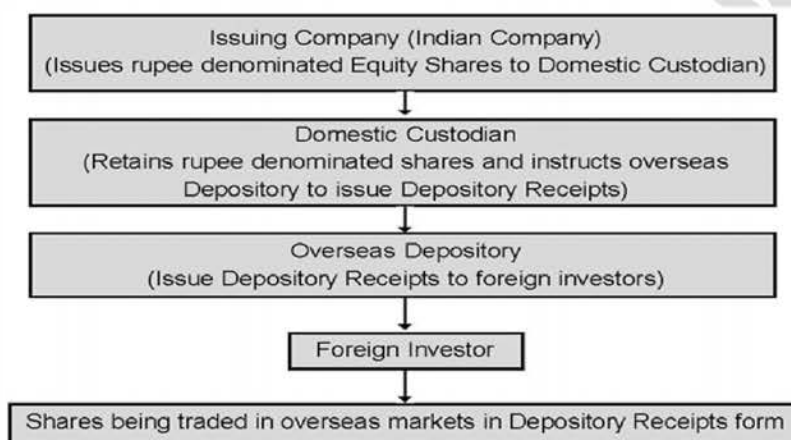 Issuing Company (Indian Company)
(Issues rupee denominated Equity Shares to Domestic Custodian)
Domestic Custodian
(Retains rupee denominated shares and instructs overseas
Depository to issue Depository Receipts)
Overseas Depository
(Issue Depository Receipts to foreign investors)
Foreign Investor
Shares being traded in overseas markets in Depository Receipts form